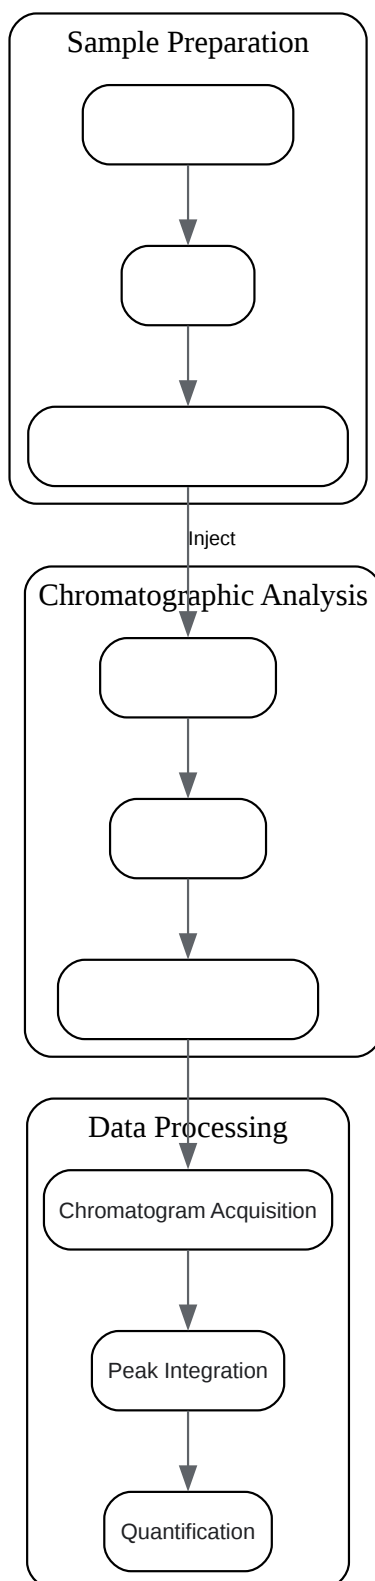 Sample Preparation
Inject
Chromatographic Analysis
Data Processing
Chromatogram Acquisition
Peak Integration
Quantification